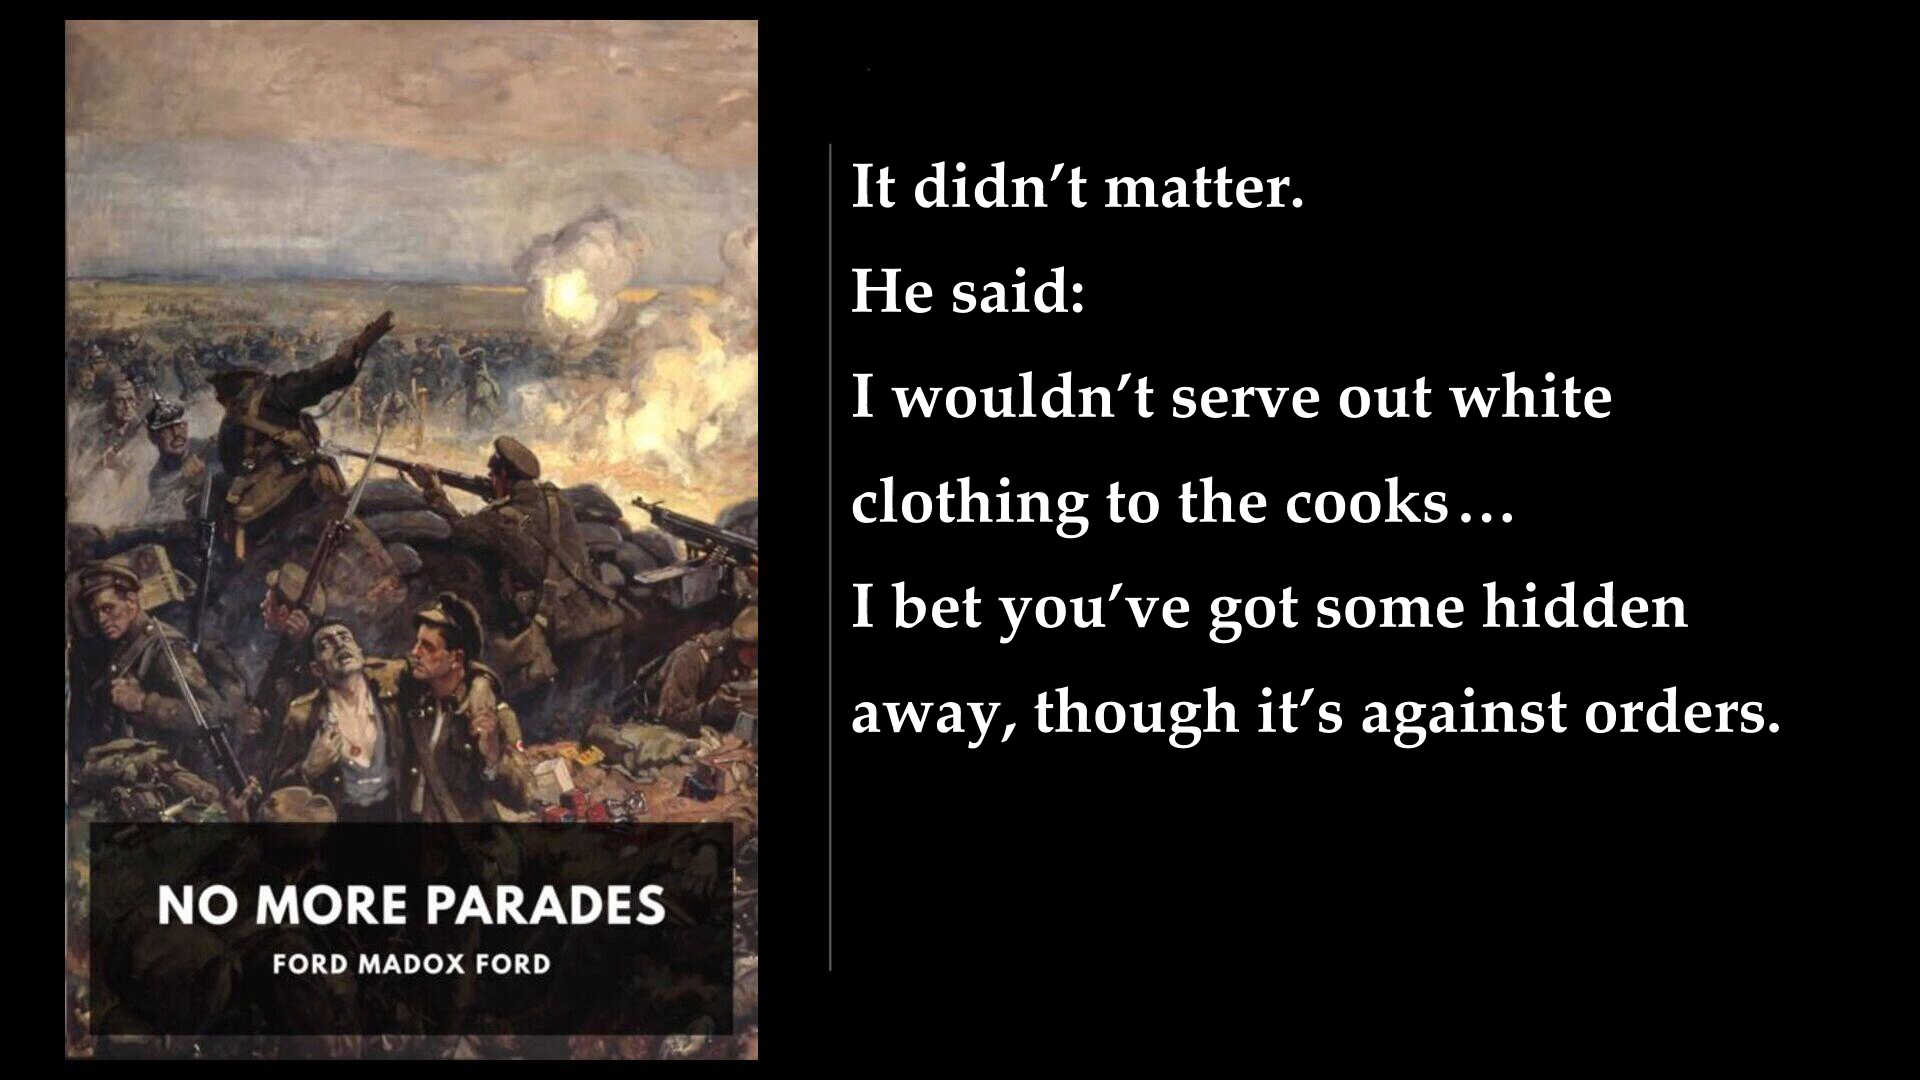 It didn’t matter.
He said:
I wouldn’t serve out white
clothing to the cooks…
I bet you’ve got some hidden
away, though it’s against orders.
NO MORE PARADES
FORD MADOX FORD